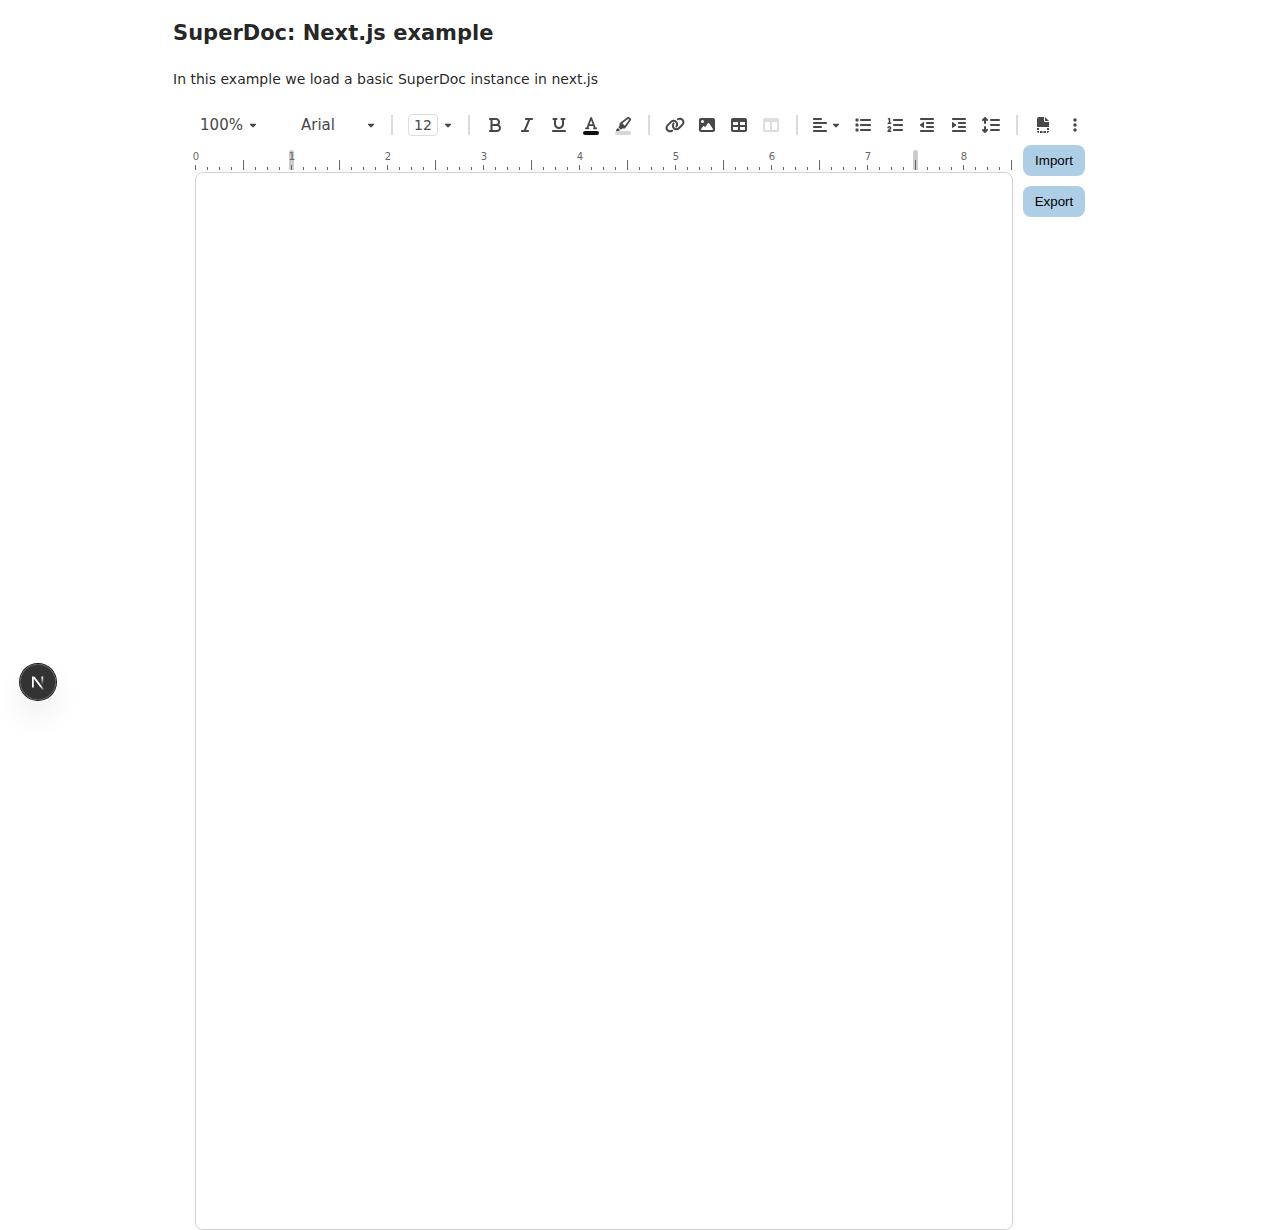 SuperDoc: Next.js example
In this example we load a basic SuperDoc instance in next.js
100% Arial 12
0 1 2 3 4 5 6 7 8
Import
Export
N